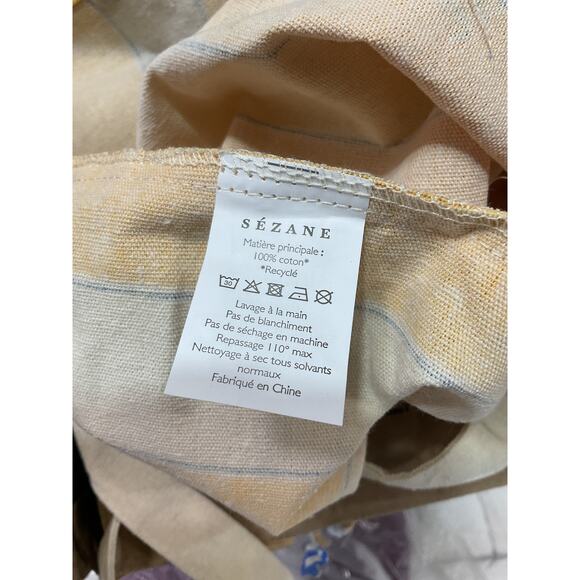 SÉZANE
Matière principale :
100% coton*
*Recyclé
30
Lavage à la main
Pas de blanchiment
Pas de séchage en machine
Repassage 110° max
Nettoyage à sec tous solvants
normaux
Fabriqué en Chine